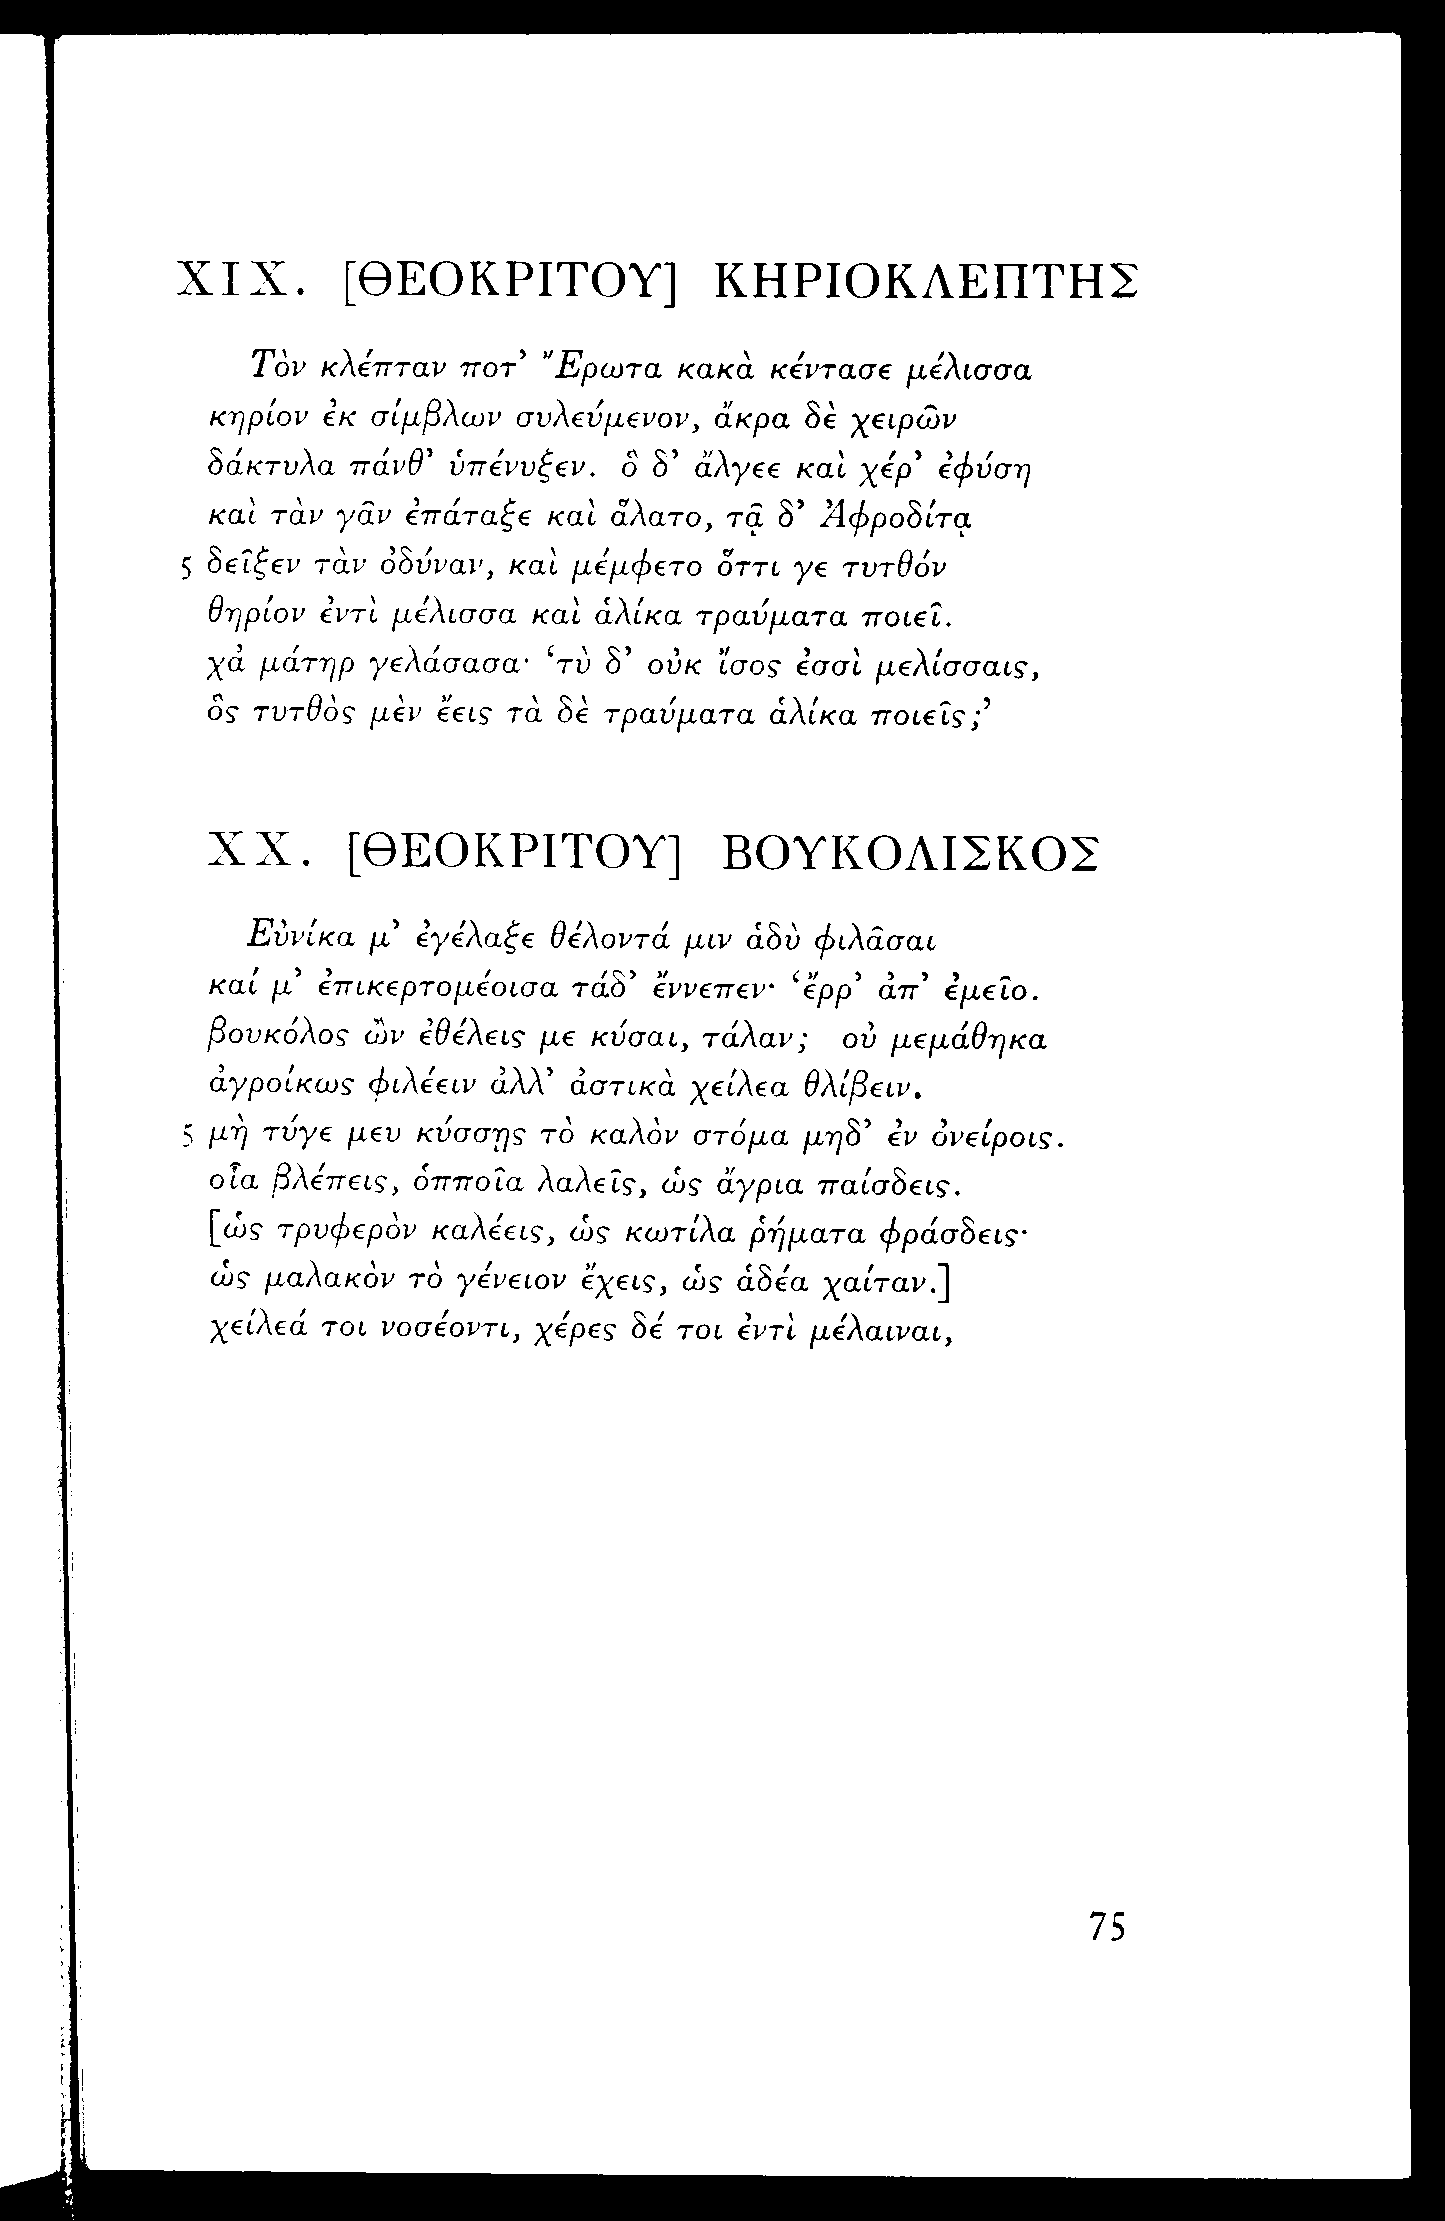 XIX. [ΘΕΟΚΡΙΤΟΥ] ΚΗΡΙΟΚΛΕΠΤΗΣ
Τὸν κλέπταν ποτ’ Ἔρωτα κακὰ κέντασε μέλισσα
κηρίον ἐκ σίμβλων συλεύμενον, ἄκρα δὲ χειρῶν
δάκτυλα πάνθ’ ὑπένυξεν. ὃ δ’ ἄλγεε καὶ χέρ’ ἐφύση
καὶ τὰν γᾶν ἐπάταξε καὶ ἅλατο, τᾷ δ’ Ἀφροδίτᾳ
5 δεῖξεν τὰν ὀδύναν, καὶ μέμφετο ὅττι γε τυτθόν
θηρίον ἐντὶ μέλισσα καὶ ἁλίκα τραύματα ποιεῖ.
χἀ μάτηρ γελάσασα· ‘τὺ δ’ οὐκ ἴσος ἐσσὶ μελίσσαις,
ὃς τυτθὸς μὲν ἔεις τὰ δὲ τραύματα ἁλίκα ποιεῖς;’
XX. [ΘΕΟΚΡΙΤΟΥ] ΒΟΥΚΟΛΙΣΚΟΣ
Εὐνίκα μ’ ἐγέλαξε θέλοντά μιν ἁδὺ φιλᾶσαι
καί μ’ ἐπικερτομέοισα τάδ’ ἔννεπεν· ‘ἔρρ’ ἀπ’ ἐμεῖο.
βουκόλος ὢν ἐθέλεις με κύσαι, τάλαν; οὐ μεμάθηκα
ἀγροίκως φιλέειν ἀλλ’ ἀστικὰ χείλεα θλίβειν.
5 μὴ τύγε μευ κύσσῃς τὸ καλὸν στόμα μηδ’ ἐν ὀνείροις.
οἷα βλέπεις, ὁπποῖα λαλεῖς, ὡς ἄγρια παίσδεις.
[ὡς τρυφερὸν καλέεις, ὡς κωτίλα ῥήματα φράσδεις·
ὡς μαλακὸν τὸ γένειον ἔχεις, ὡς ἁδέα χαίταν.]
χείλεά τοι νοσέοντι, χέρες δέ τοι ἐντὶ μέλαιναι,
75